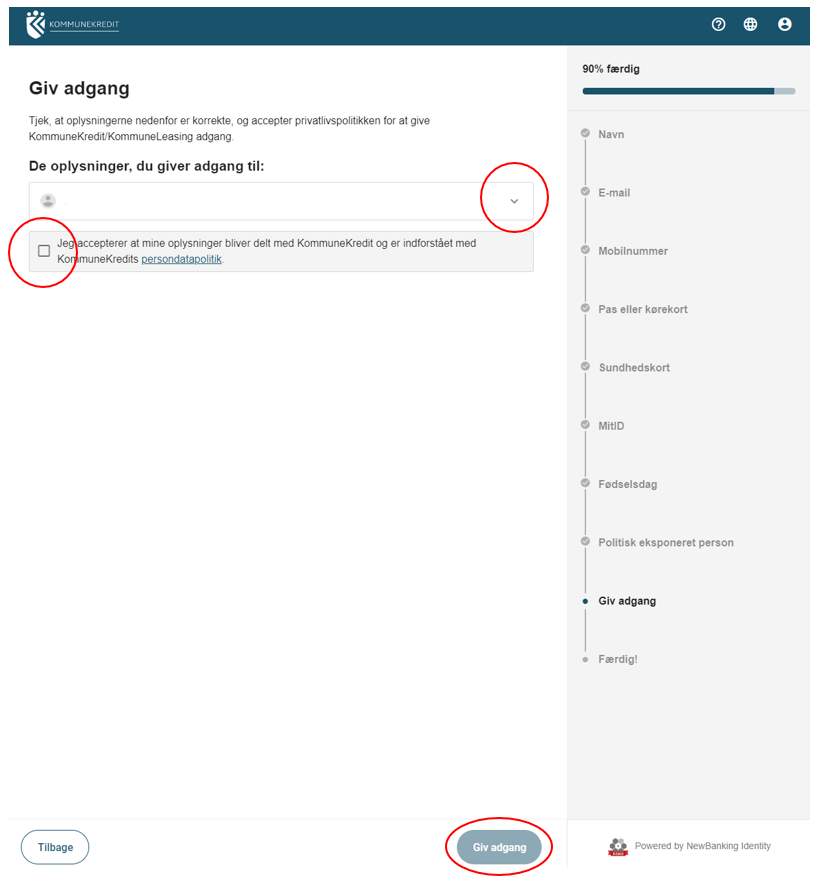 KOMMUNEKREDIT
Giv adgang
Tjek, at oplysningerne nedenfor er korrekte, og accepter privatlivspolitikken for at give
KommuneKredit/KommuneLeasing adgang.
De oplysninger, du giver adgang til:
Jeg accepterer at mine oplysninger bliver delt med KommuneKredit og er indforstået med
KommuneKredits persondatapolitik.
Tilbage
Giv adgang
90% færdig
Navn
E-mail
Mobilnummer
Pas eller kørekort
Sundhedskort
MitID
Fødselsdag
Politisk eksponeret person
Giv adgang
Færdig!
Powered by NewBanking Identity